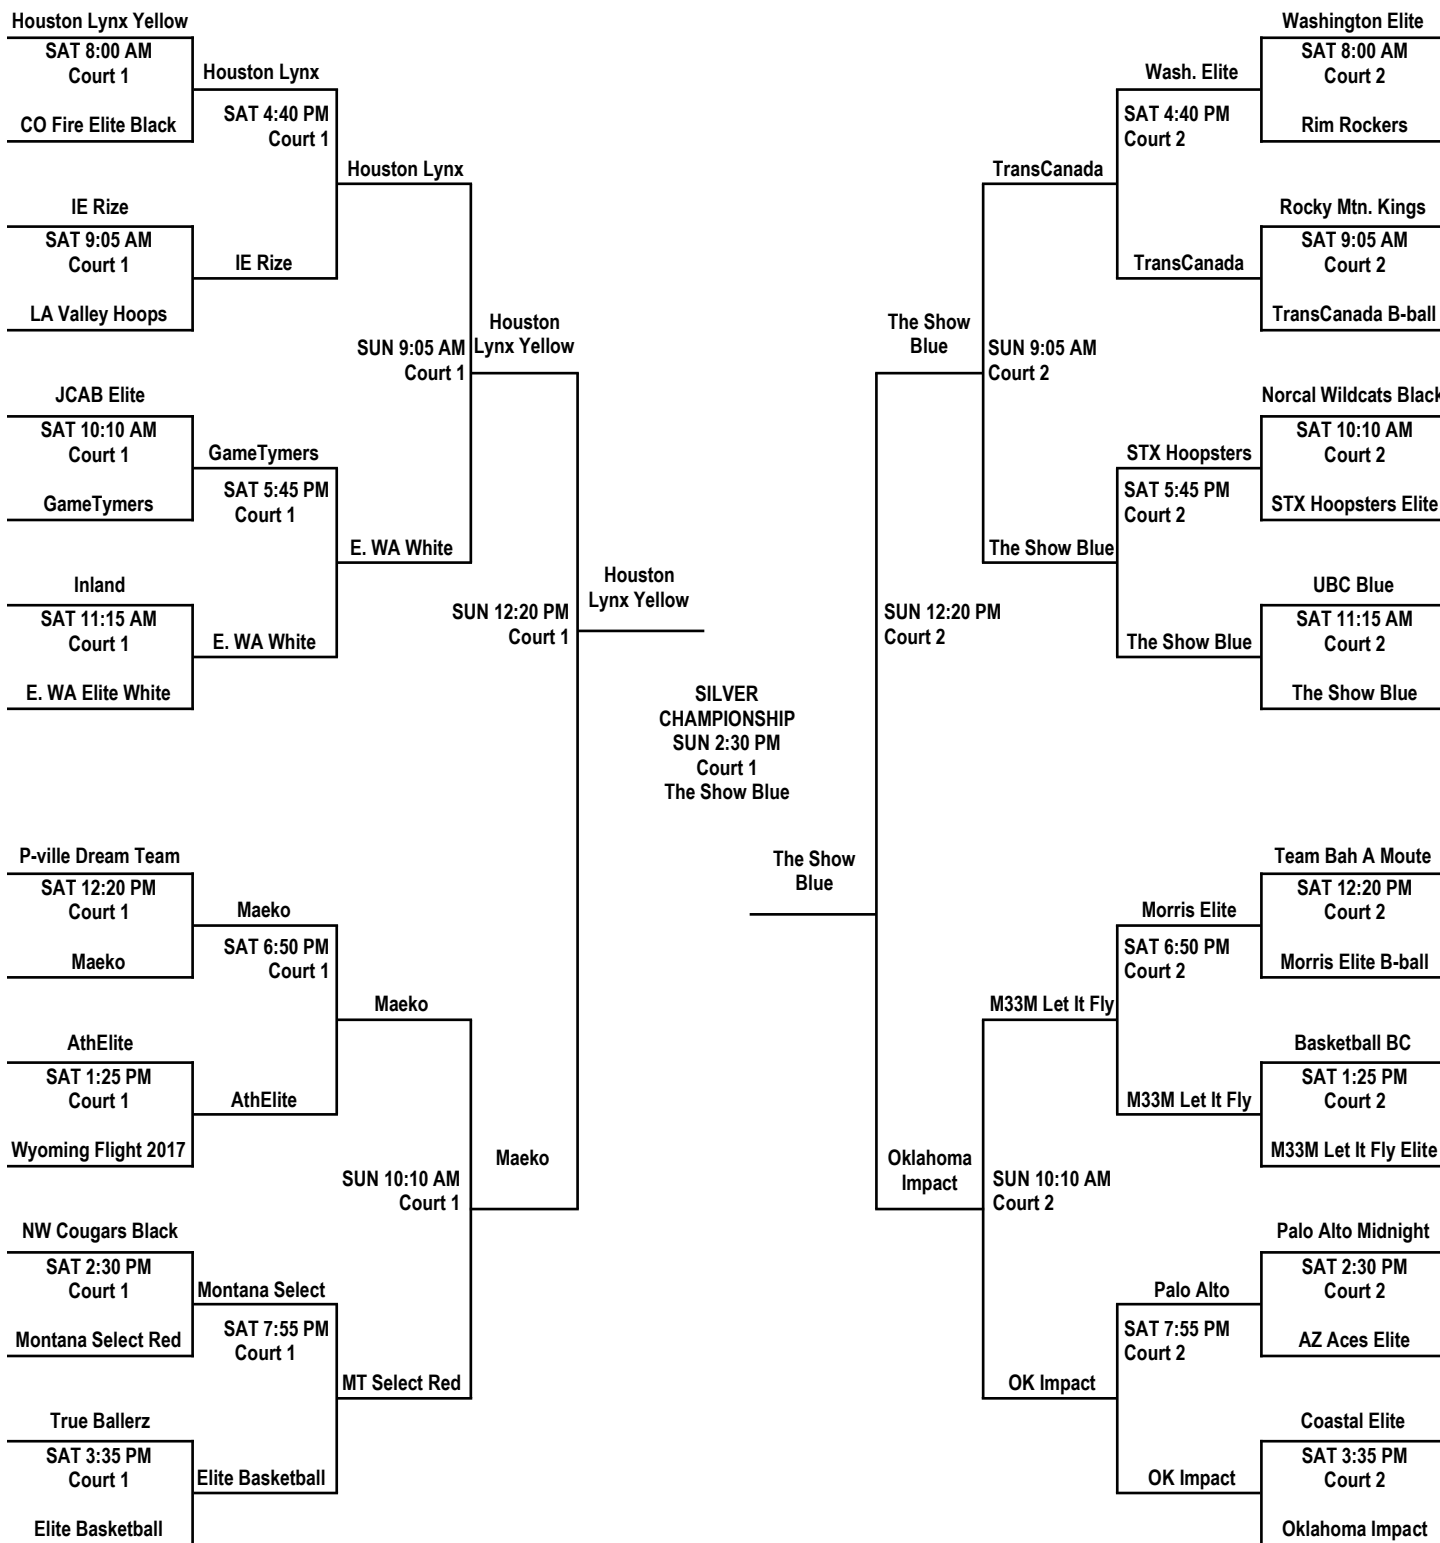 Houston Lynx Yellow
SAT 8:00 AM
Court 1
CO Fire Elite Black
IE Rize
SAT 9:05 AM
Court 1
LA Valley Hoops
JCAB Elite
SAT 10:10 AM
Court 1
GameTymers
Inland
SAT 11:15 AM
Court 1
E. WA Elite White
P-ville Dream Team
SAT 12:20 PM
Court 1
Maeko
AthElite
SAT 1:25 PM
Court 1
Wyoming Flight 2017
NW Cougars Black
SAT 2:30 PM
Court 1
Montana Select Red
True Ballerz
SAT 3:35 PM
Court 1
Elite Basketball
Houston Lynx
SAT 4:40 PM
Court 1
IE Rize
GameTymers
SAT 5:45 PM
Court 1
E. WA White
Maeko
SAT 6:50 PM
Court 1
AthElite
Montana Select
SAT 7:55 PM
Court 1
Elite Basketball
Houston Lynx
SUN 9:05 AM
Court 1
E. WA White
Maeko
SUN 10:10 AM
Court 1
MT Select Red
Houston
Lynx Yellow
SUN 12:20 PM
Court 1
Maeko
Houston
Lynx Yellow
SILVER
CHAMPIONSHIP
SUN 2:30 PM
Court 1
The Show Blue
The Show
Blue
The Show
Blue
SUN 12:20 PM
Court 2
Oklahoma
Impact
TransCanada
SUN 9:05 AM
Court 2
The Show Blue
M33M Let It Fly
SUN 10:10 AM
Court 2
OK Impact
Wash. Elite
SAT 4:40 PM
Court 2
TransCanada
STX Hoopsters
SAT 5:45 PM
Court 2
The Show Blue
Morris Elite
SAT 6:50 PM
Court 2
M33M Let It Fly
Palo Alto
SAT 7:55 PM
Court 2
OK Impact
Washington Elite
SAT 8:00 AM
Court 2
Rim Rockers
Rocky Mtn. Kings
SAT 9:05 AM
Court 2
TransCanada B-ball
Norcal Wildcats Black
SAT 10:10 AM
Court 2
STX Hoopsters Elite
UBC Blue
SAT 11:15 AM
Court 2
The Show Blue
Team Bah A Moute
SAT 12:20 PM
Court 2
Morris Elite B-ball
Basketball BC
SAT 1:25 PM
Court 2
M33M Let It Fly Elite
Palo Alto Midnight
SAT 2:30 PM
Court 2
AZ Aces Elite
Coastal Elite
SAT 3:35 PM
Court 2
Oklahoma Impact